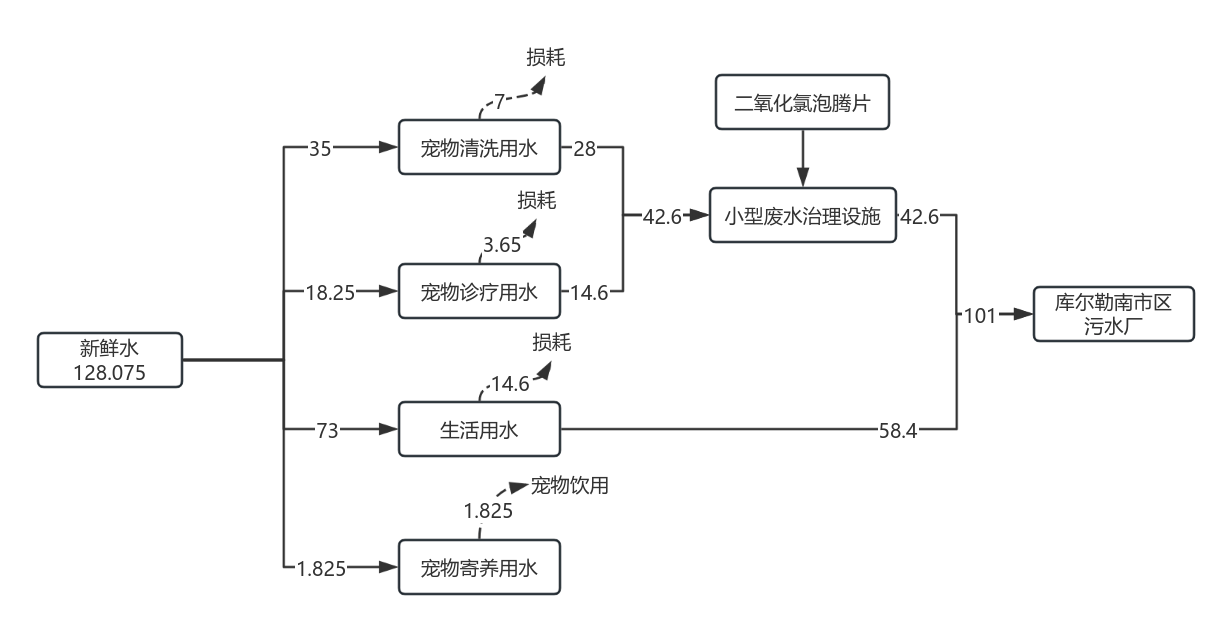 损耗
7
二氧化氯泡腾片
35
宠物清洗用水
28
损耗
3.65
42.6
小型废水治理设施
42.6
18.25
宠物诊疗用水
14.6
库尔勒南市区
污水厂
101
新鲜水
128.075
损耗
14.6
73
生活用水
58.4
宠物饮用
1.825
1.825
宠物寄养用水